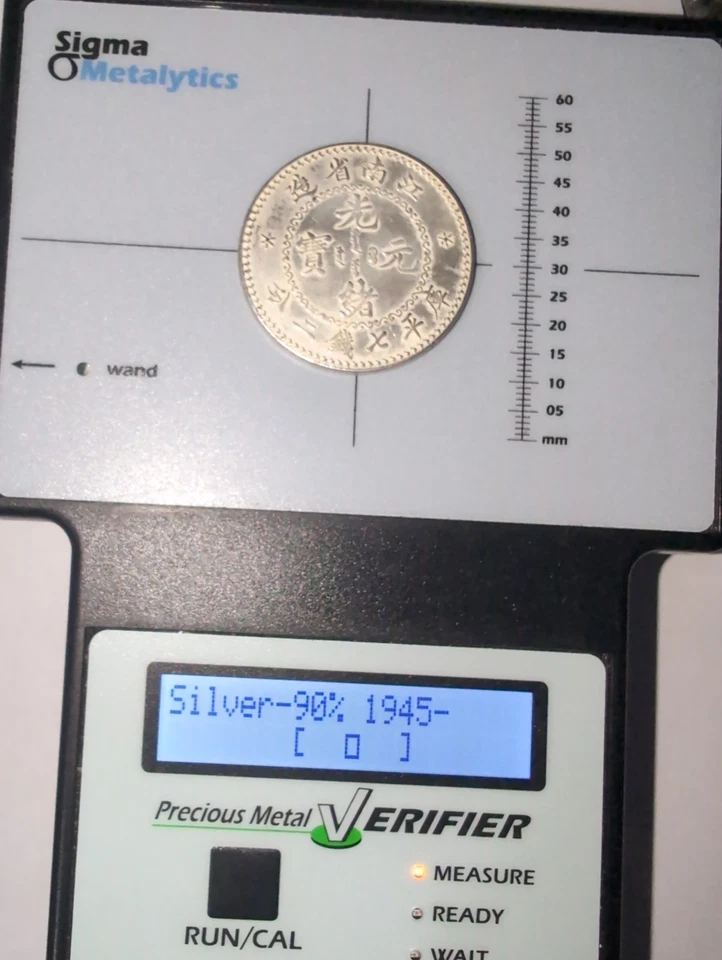 Sigma
Metalytics
60
55
50
45
40
35
30
25
20
15
10
05
mm
wand
造省南江
光緒元寶
庫平七錢二分
Silver-90% 1945-
[ □ ]
Precious Metal VERIFIER
MEASURE
READY
RUN/CAL
WAIT